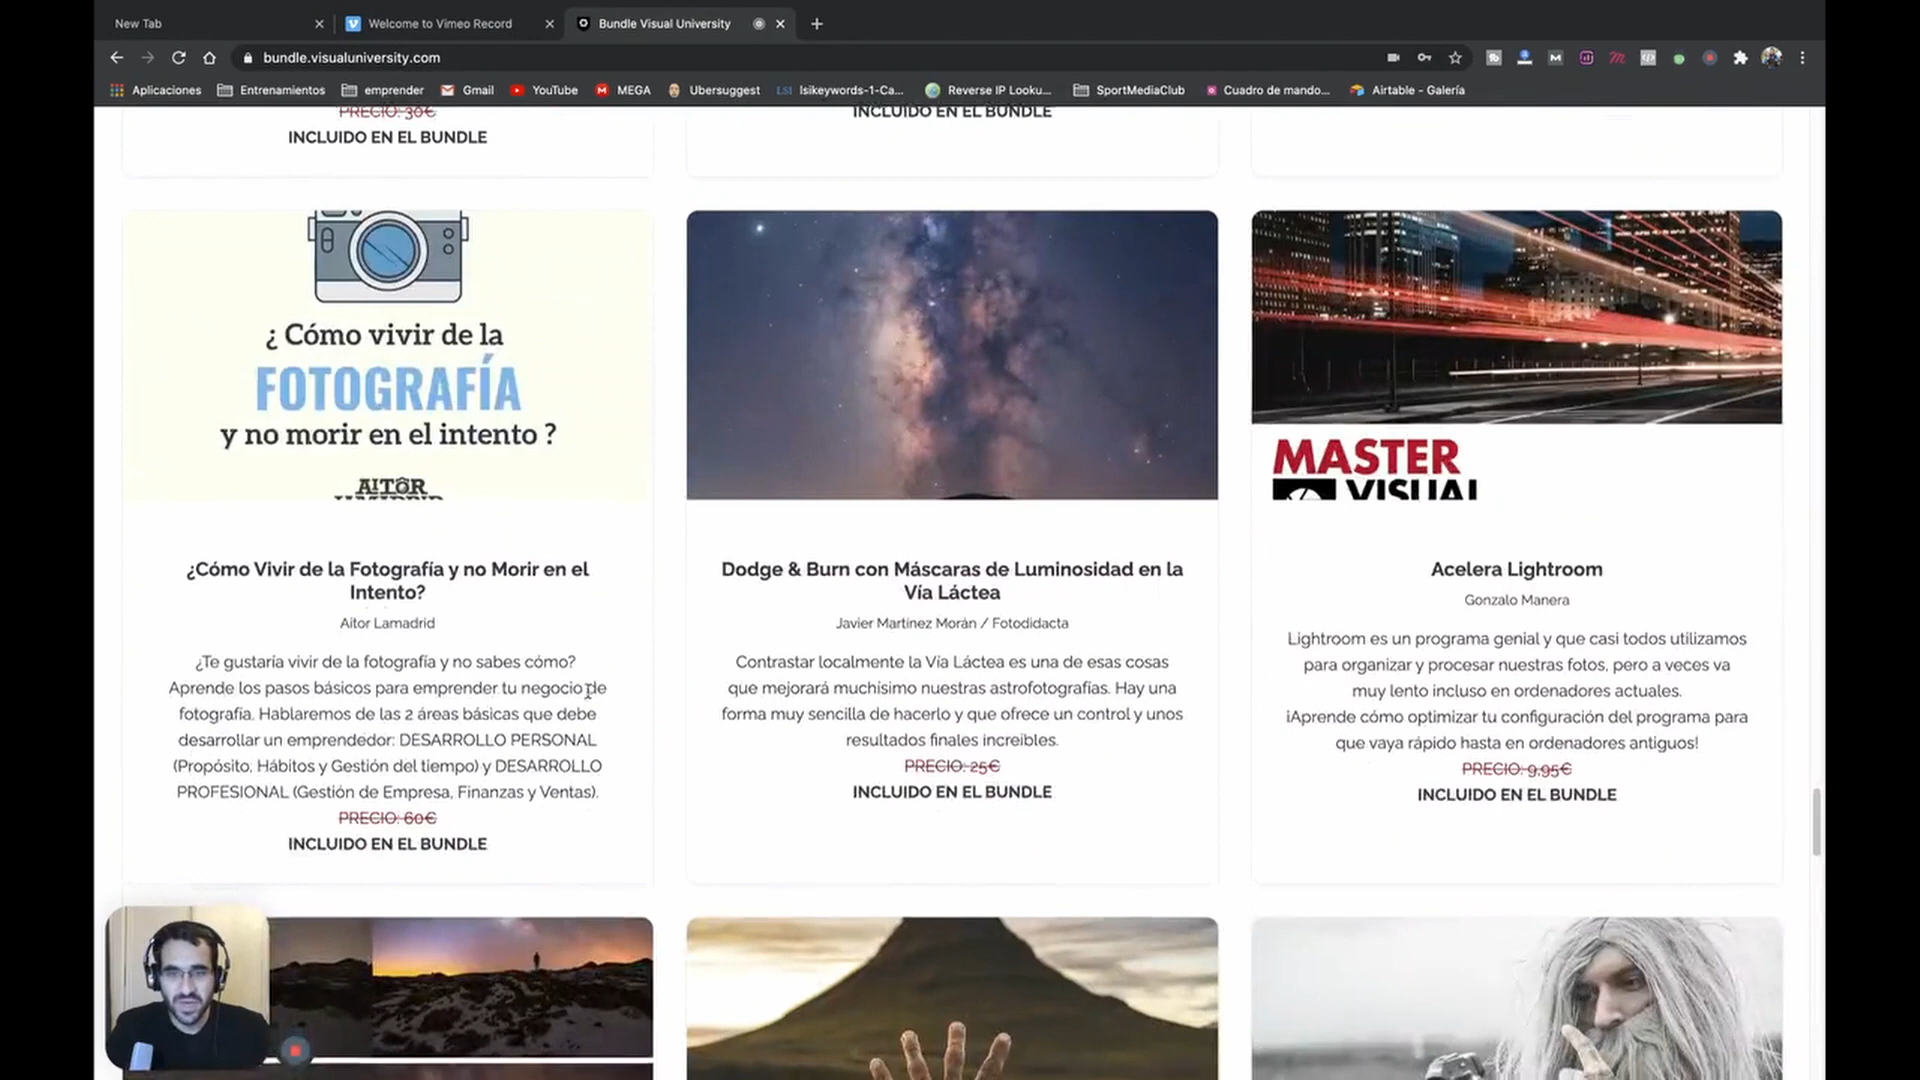 New Tab
Welcome to Vimeo Record
Bundle Visual University
bundle.visualuniversity.com
Aplicaciones
Entrenamientos
emprender
Gmail
YouTube
MEGA
Ubersuggest
LSI
lsikeywords-1-Ca...
Reverse IP Looku...
SportMediaClub
Cuadro de mando...
Airtable - Galería
PRECIO: 30€
INCLUIDO EN EL BUNDLE
INCLUIDO EN EL BUNDLE
¿ Cómo vivir de la
FOTOGRAFÍA
y no morir en el intento ?
AITOR
LAMADRID
MASTER
VISUAL
¿Cómo Vivir de la Fotografía y no Morir en el
Intento?
Aitor Lamadrid
¿Te gustaría vivir de la fotografía y no sabes cómo?
Aprende los pasos básicos para emprender tu negocio de
fotografía. Hablaremos de las 2 áreas básicas que debe
desarrollar un emprendedor: DESARROLLO PERSONAL
(Propósito, Hábitos y Gestión del tiempo) y DESARROLLO
PROFESIONAL (Gestión de Empresa, Finanzas y Ventas).
PRECIO: 60€
INCLUIDO EN EL BUNDLE
Dodge & Burn con Máscaras de Luminosidad en la
Vía Láctea
Javier Martínez Morán / Fotodidacta
Contrastar localmente la Vía Láctea es una de esas cosas
que mejorará muchísimo nuestras astrofotografías. Hay una
forma muy sencilla de hacerlo y que ofrece un control y unos
resultados finales increíbles.
PRECIO: 25€
INCLUIDO EN EL BUNDLE
Acelera Lightroom
Gonzalo Manera
Lightroom es un programa genial y que casi todos utilizamos
para organizar y procesar nuestras fotos, pero a veces va
muy lento incluso en ordenadores actuales.
¡Aprende cómo optimizar tu configuración del programa para
que vaya rápido hasta en ordenadores antiguos!
PRECIO: 9,95€
INCLUIDO EN EL BUNDLE